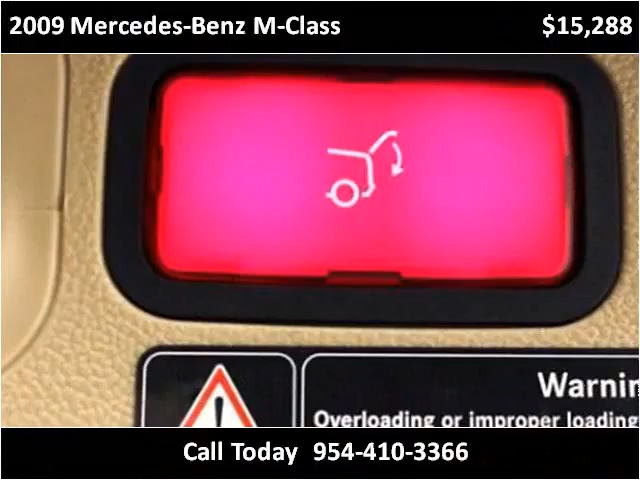 2009 Mercedes-Benz M-Class $15,288
Warnin
Overloading or improper loading
Call Today 954-410-3366